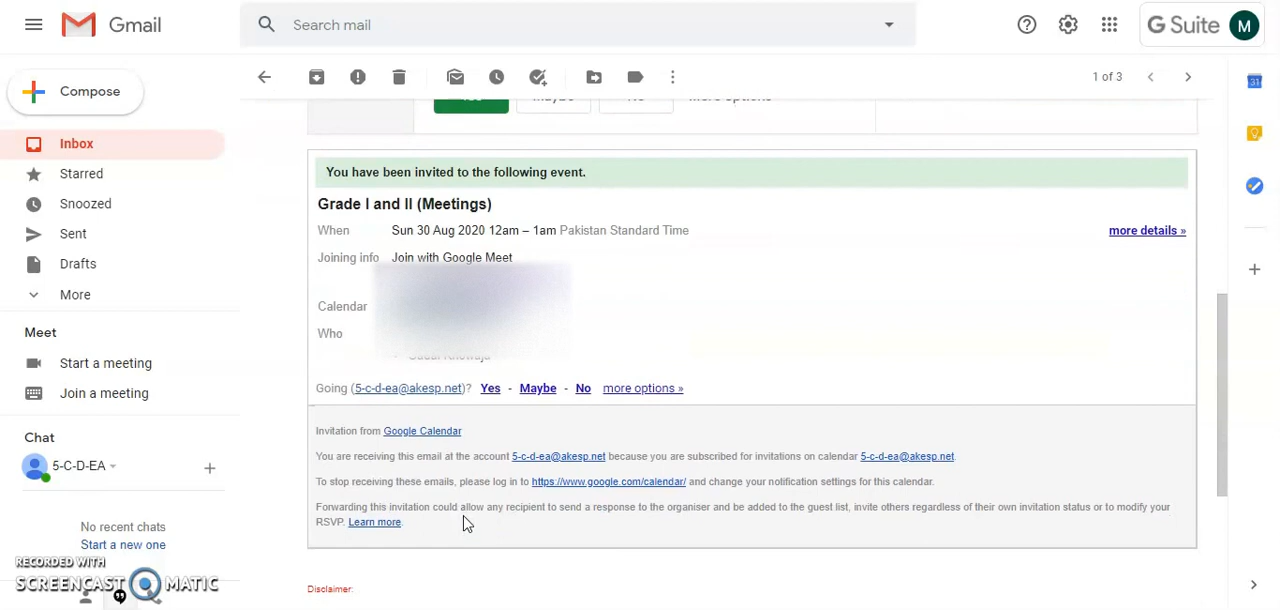 Gmail
Search mail
G Suite
M
Compose
1 of 3
31
Inbox
More options
Starred
You have been invited to the following event.
Snoozed
Grade I and II (Meetings)
Sent
When Sun 30 Aug 2020 12am – 1am Pakistan Standard Time more details »
Drafts
Joining info Join with Google Meet
More
Calendar
Meet
Who
Start a meeting
Going (5-c-d-ea@akesp.net)? Yes - Maybe - No more options »
Join a meeting
Invitation from Google Calendar
Chat
You are receiving this email at the account 5-c-d-ea@akesp.net because you are subscribed for invitations on calendar 5-c-d-ea@akesp.net.
5-C-D-EA
To stop receiving these emails, please log in to https://www.google.com/calendar/ and change your notification settings for this calendar.
Forwarding this invitation could allow any recipient to send a response to the organiser and be added to the guest list, invite others regardless of their own invitation status or to modify your
RSVP. Learn more.
No recent chats
Start a new one
RECORDED WITH
SCREENCAST MATIC
Disclaimer: